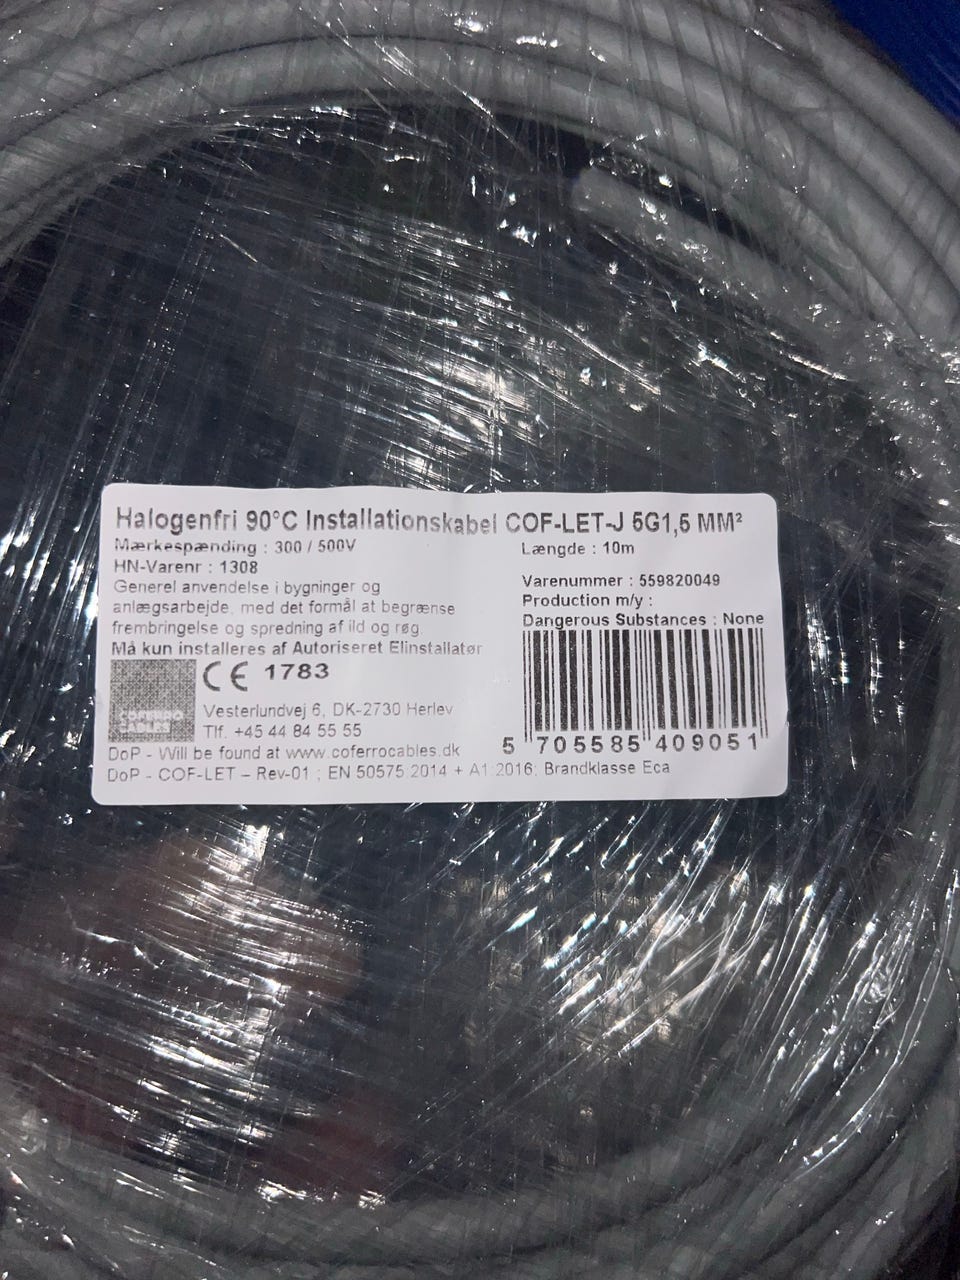 Halogenfri 90°C Installationskabel COF-LET-J 5G1,5 MM²
Mærkespænding : 300 / 500V
HN-Varenr : 1308
Generel anvendelse i bygninger og
anlægsarbejde, med det formål at begrænse
frembringelse og spredning af ild og røg.
Må kun installeres af Autoriseret Elinstallatør
Længde : 10m
Varenummer : 559820049
Production m/y :
Dangerous Substances : None
CE 1783
COFERRO
CABLES
Vesterlundvej 6, DK-2730 Herlev
Tlf. +45 44 84 55 55
5 705585 409051
DoP - Will be found at www.coferrocables.dk
DoP - COF-LET – Rev-01 ; EN 50575:2014 + A1:2016; Brandklasse Eca